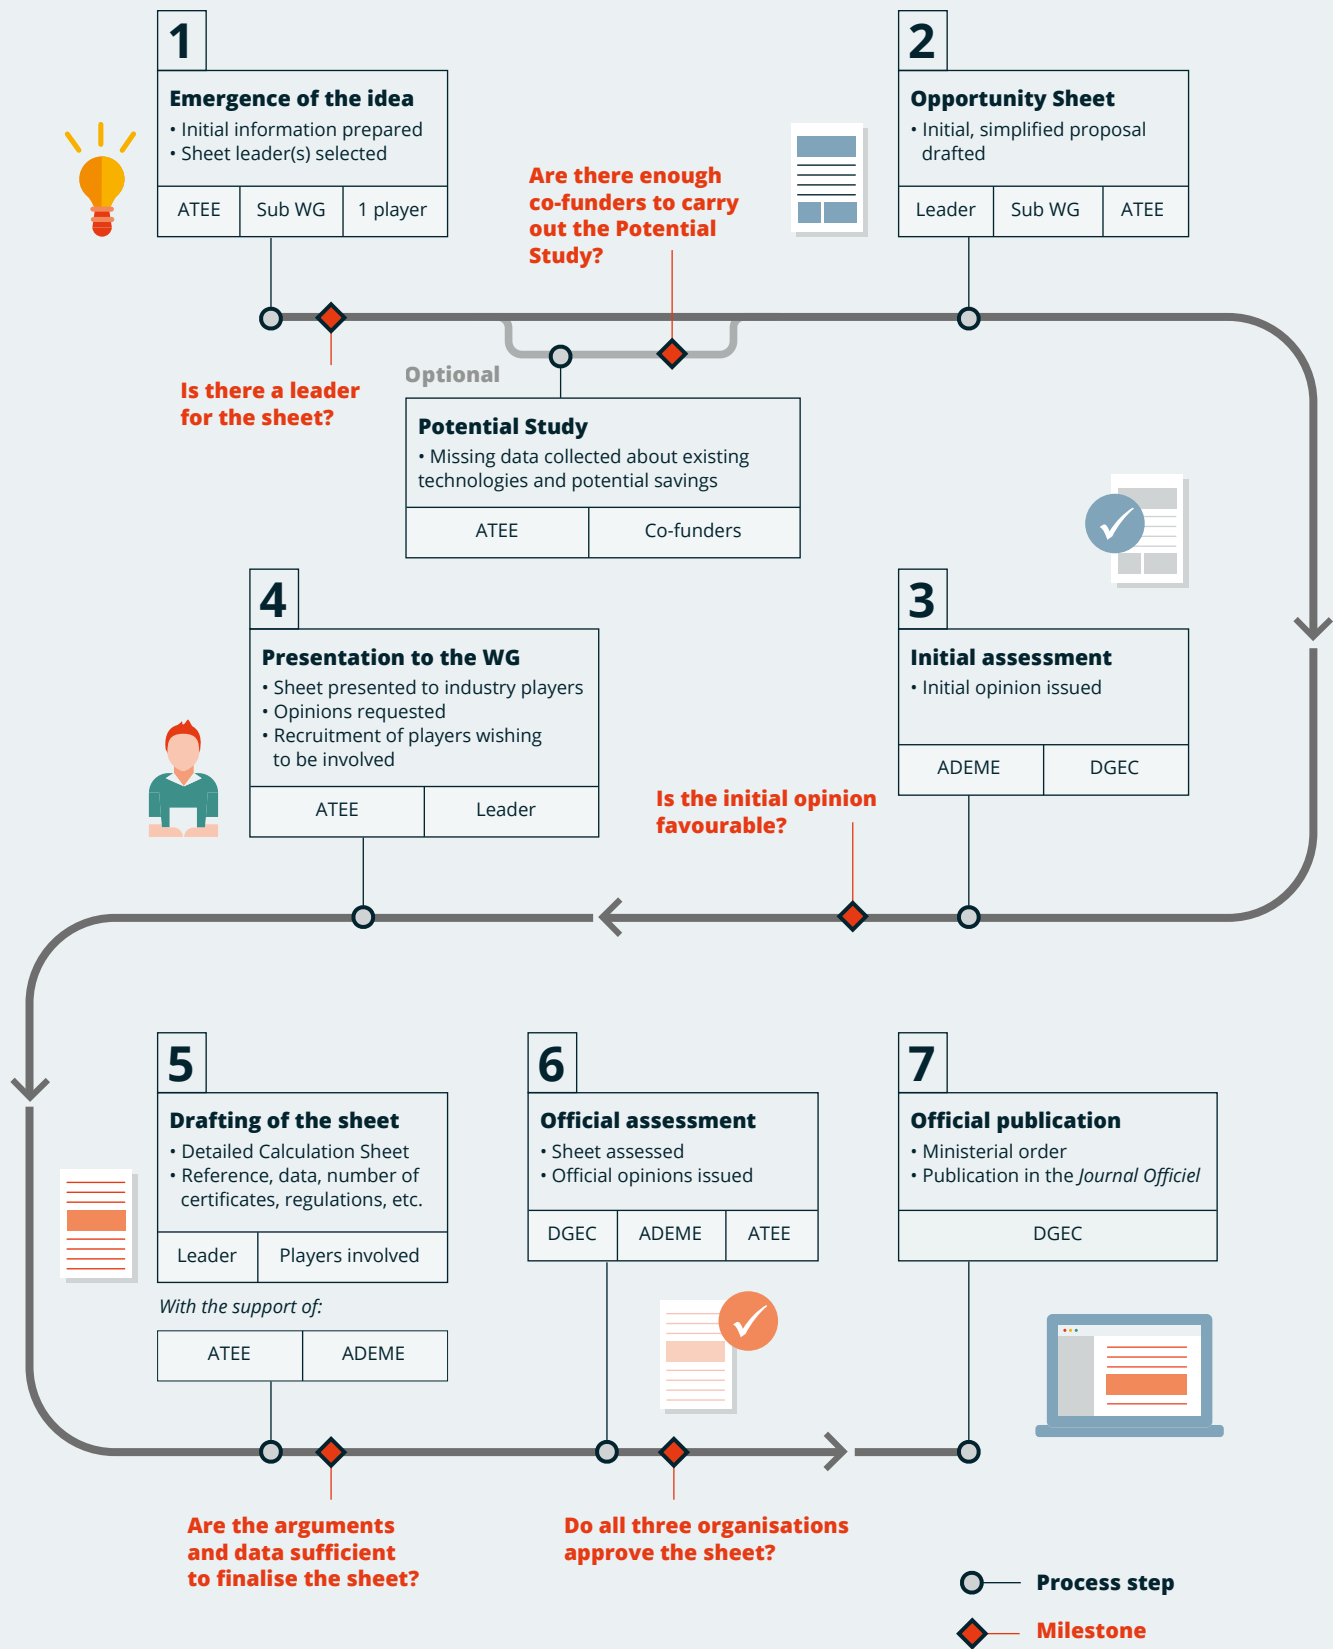 1
Emergence of the idea
• Initial information prepared
• Sheet leader(s) selected
ATEE
Sub WG
1 player
Is there a leader
for the sheet?
Are there enough
co-funders to carry
out the Potential
Study?
Optional
Potential Study
• Missing data collected about existing
technologies and potential savings
ATEE
Co-funders
2
Opportunity Sheet
• Initial, simplified proposal
drafted
Leader
Sub WG
ATEE
3
Initial assessment
• Initial opinion issued
ADEME
DGEC
Is the initial opinion
favourable?
4
Presentation to the WG
• Sheet presented to industry players
• Opinions requested
• Recruitment of players wishing
to be involved
ATEE
Leader
5
Drafting of the sheet
• Detailed Calculation Sheet
• Reference, data, number of
certificates, regulations, etc.
Leader
Players involved
With the support of:
ATEE
ADEME
Are the arguments
and data sufficient
to finalise the sheet?
6
Official assessment
• Sheet assessed
• Official opinions issued
DGEC
ADEME
ATEE
Do all three organisations
approve the sheet?
7
Official publication
• Ministerial order
• Publication in the Journal Officiel
DGEC
Process step
Milestone